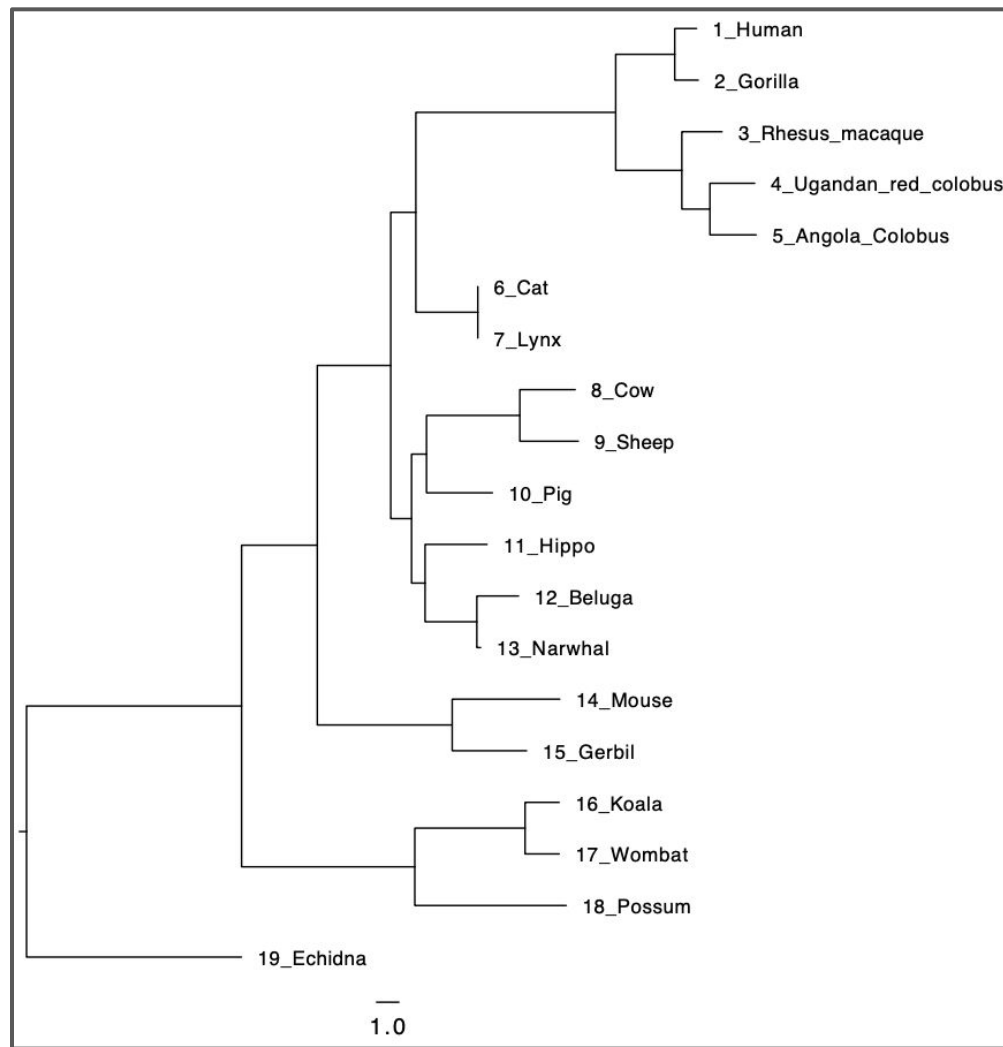 1_Human
2_Gorilla
3_Rhesus_macaque
4_Ugandan_red_colobus
5_Angola_Colobus
6_Cat
7_Lynx
8_Cow
9_Sheep
10_Pig
11_Hippo
12_Beluga
13_Narwhal
14_Mouse
15_Gerbil
16_Koala
17_Wombat
18_Possum
19_Echidna
1.0